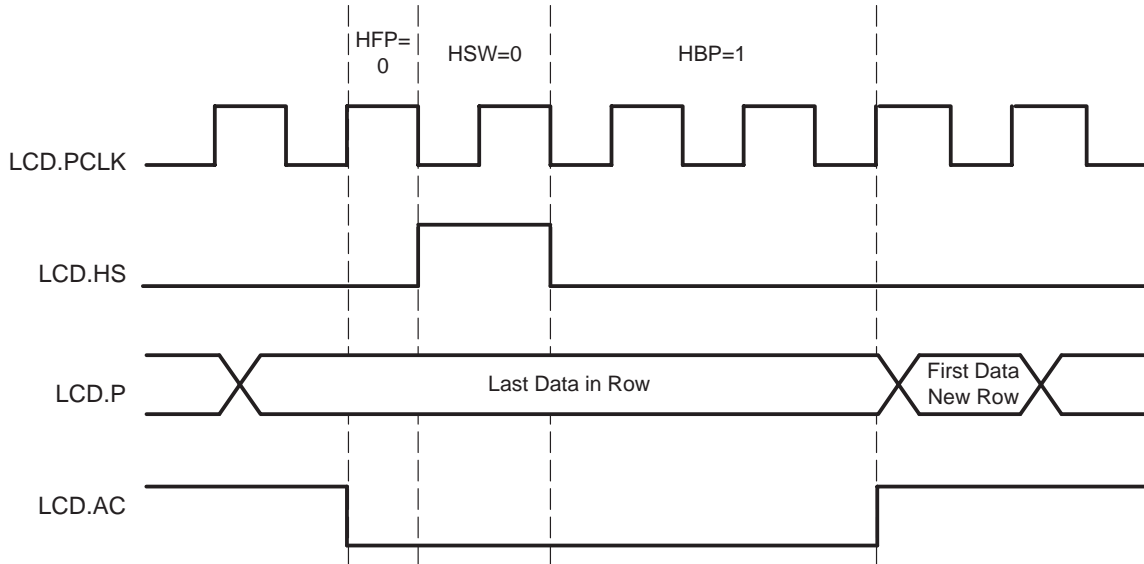 HFP=
0
HSW=0
HBP=1
LCD.PCLK
LCD.HS
LCD.P
Last Data in Row
First Data
New Row
LCD.AC